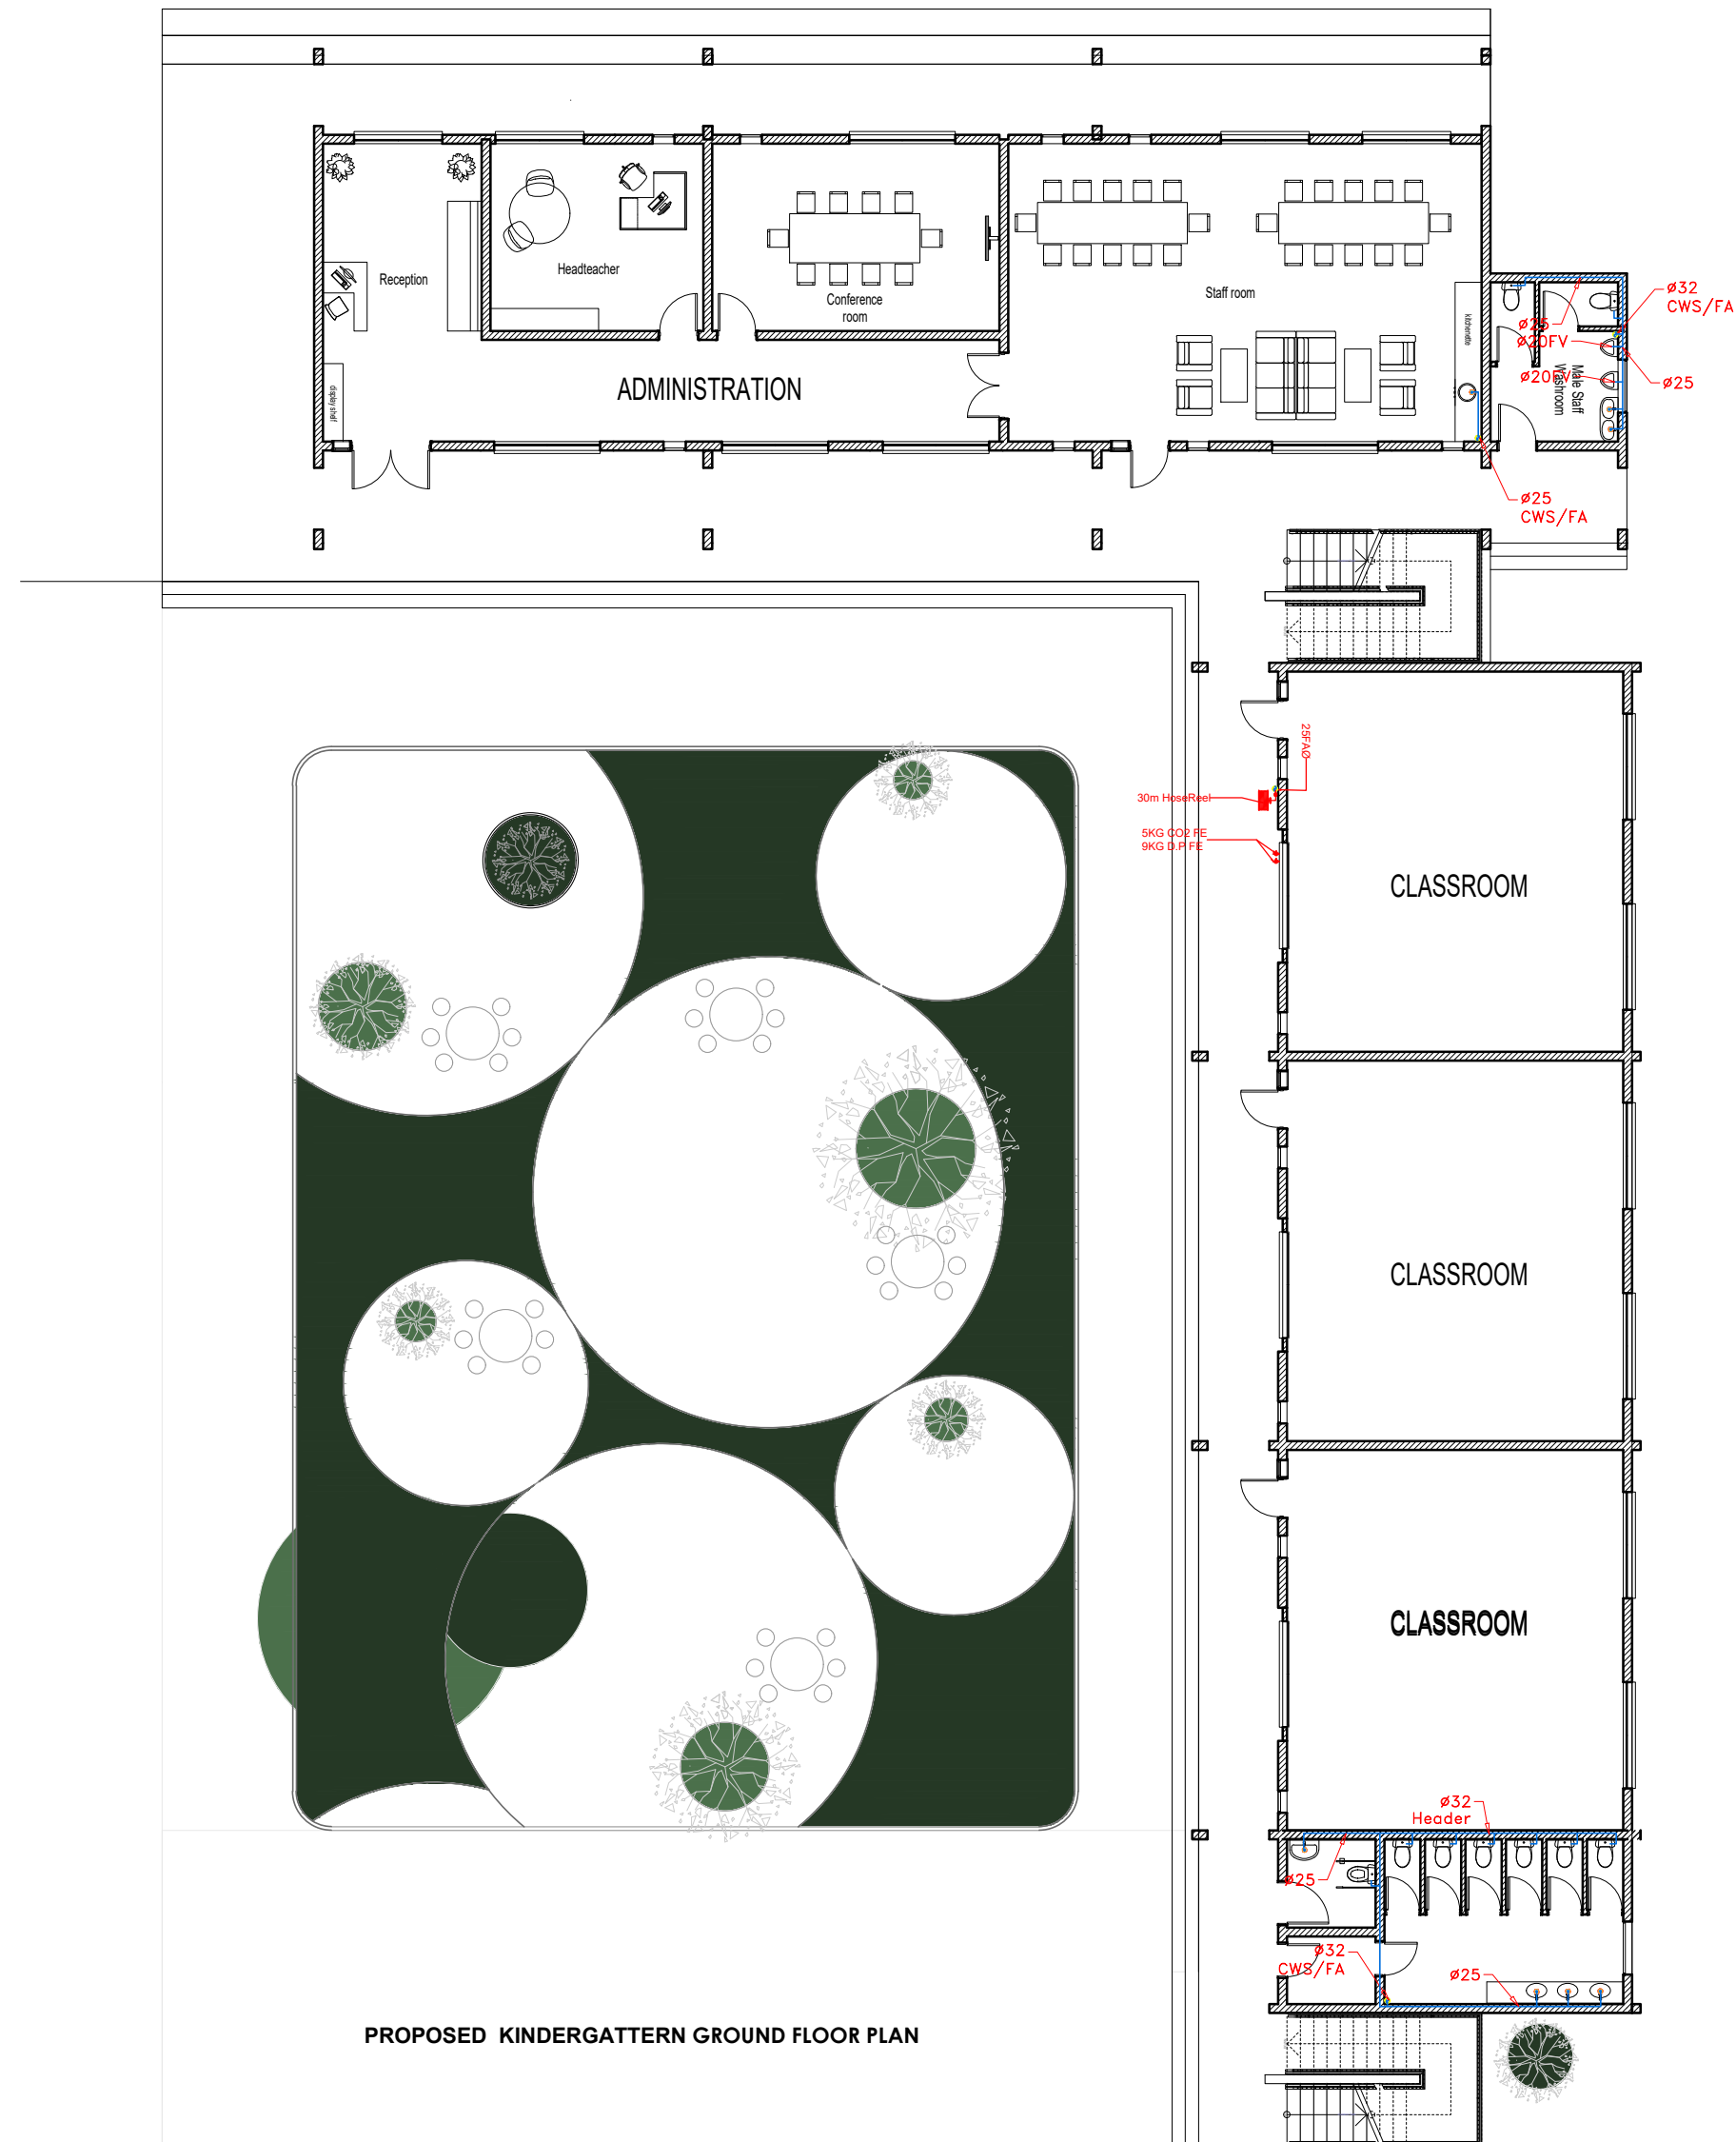 Reception
Headteacher
Conference
room
Staff room
kitchenette
display shelf
ADMINISTRATION
ø25
ø20FV
ø20FV
Male Staff
Washroom
ø32
CWS/FA
ø25
ø25
CWS/FA
25FAØ
30m HoseReel
5KG CO2 FE
9KG D.P FE
CLASSROOM
CLASSROOM
CLASSROOM
ø32
Header
ø25
ø32
CWS/FA
ø25
PROPOSED KINDERGATTERN GROUND FLOOR PLAN